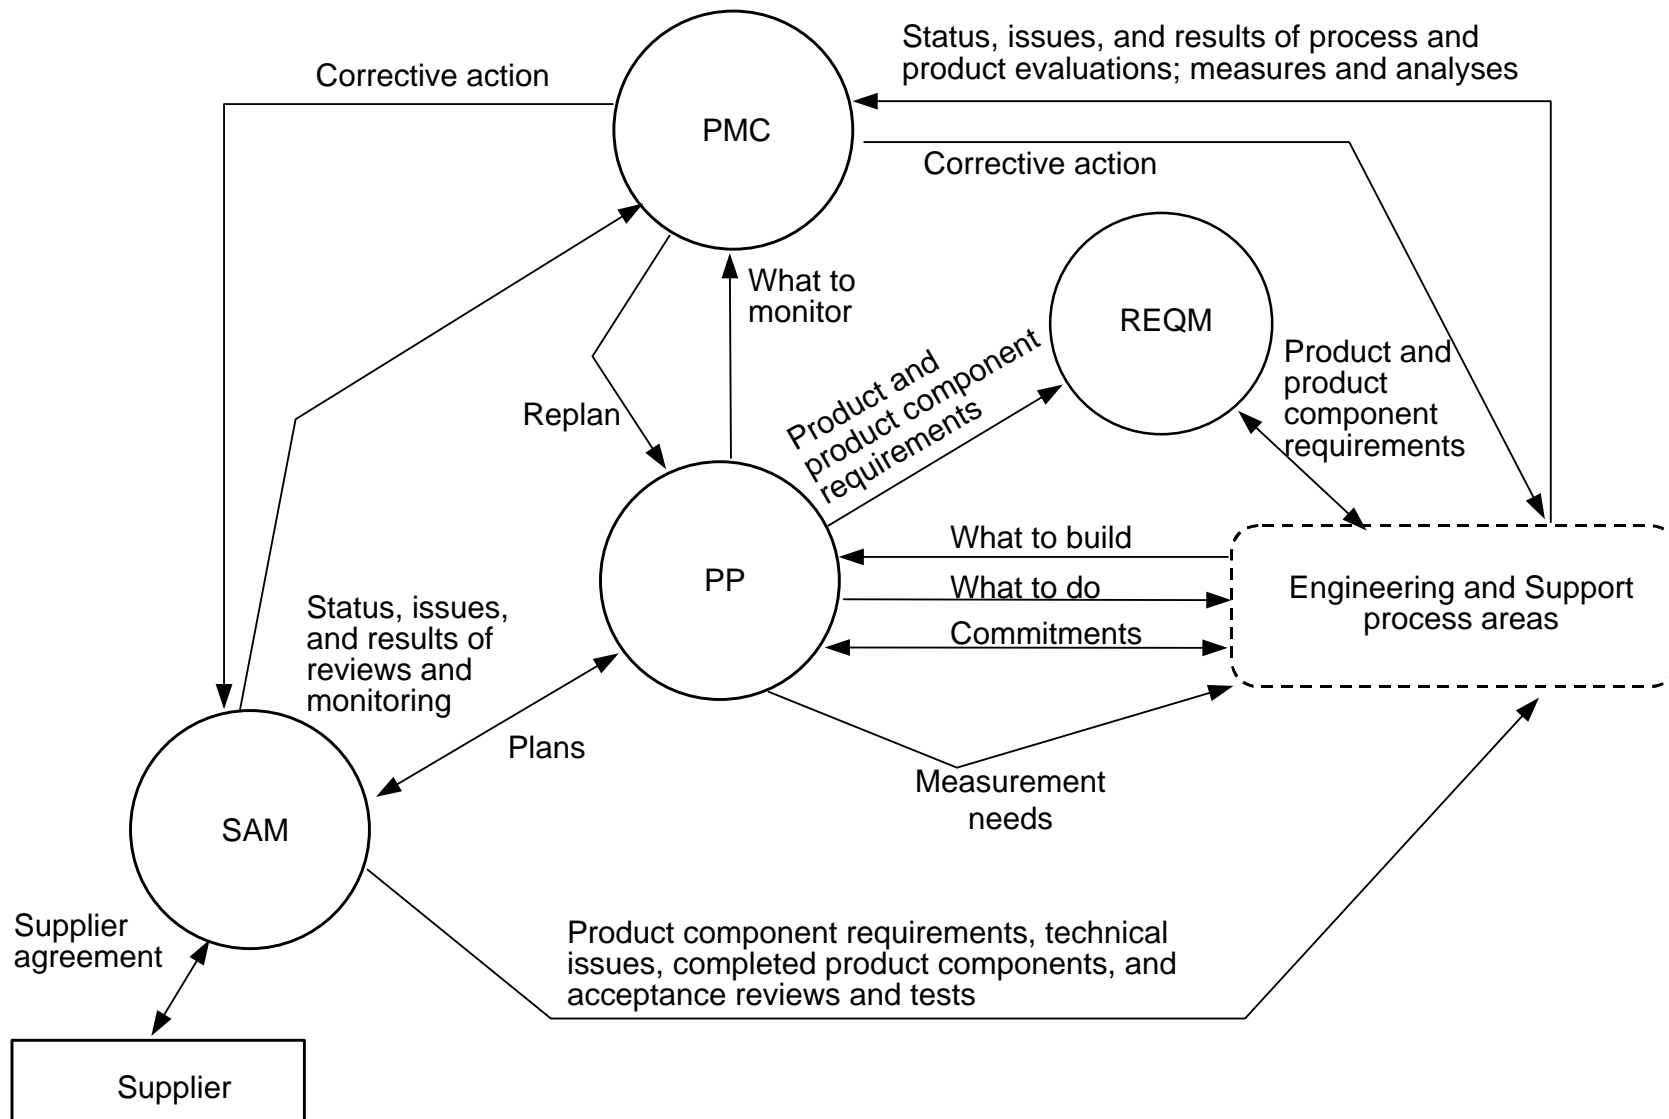 Status, issues, and results of process and
product evaluations; measures and analyses
Corrective action
PMC
Corrective action
What to
monitor
REQM
Product and
product component
requirements
Product and
product
component
requirements
Replan
What to build
PP
What to do
Engineering and Support
process areas
Commitments
Status, issues,
and results of
reviews and
monitoring
Plans
Measurement
needs
SAM
Supplier
agreement
Product component requirements, technical
issues, completed product components, and
acceptance reviews and tests
Supplier